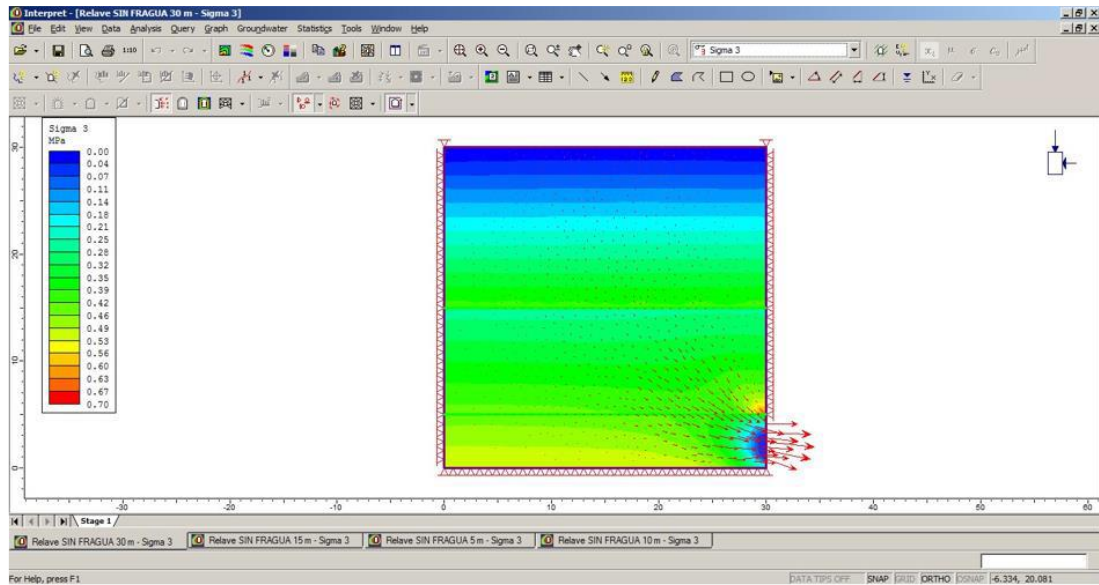 Interpret - [Relave SIN FRAGUA 30 m - Sigma 3]
File Edit View Data Analysis Query Graph Groundwater Statistics Tools Window Help
1:10
σ3 Sigma 3
Sigma 3
MPa
0.00
0.04
0.07
0.11
0.14
0.18
0.21
0.25
0.28
0.32
0.35
0.39
0.42
0.46
0.49
0.53
0.56
0.60
0.63
0.67
0.70
30
20
10
0
-30 -20 -10 0 10 20 30 40 50 60
Stage 1
Relave SIN FRAGUA 30 m - Sigma 3 Relave SIN FRAGUA 15 m - Sigma 3 Relave SIN FRAGUA 5 m - Sigma 3 Relave SIN FRAGUA 10 m - Sigma 3
For Help, press F1 DATA TIPS OFF SNAP GRID ORTHO OSNAP -6.334, 20.081